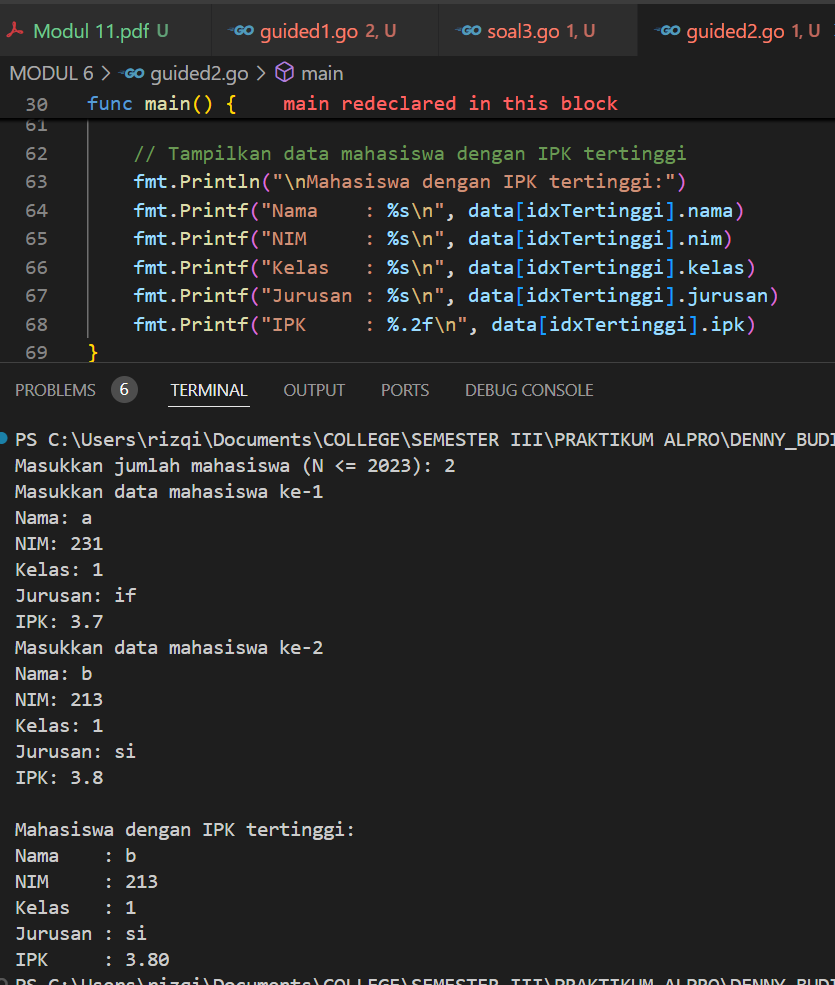 Modul 11.pdf U GO guided1.go 2, U GO soal3.go 1, U GO guided2.go 1, U
MODUL 6 > GO guided2.go > main
30 func main() { main redeclared in this block
61
62 // Tampilkan data mahasiswa dengan IPK tertinggi
63 fmt.Println("\nMahasiswa dengan IPK tertinggi:")
64 fmt.Printf("Nama    : %s\n", data[idxTertinggi].nama)
65 fmt.Printf("NIM     : %s\n", data[idxTertinggi].nim)
66 fmt.Printf("Kelas   : %s\n", data[idxTertinggi].kelas)
67 fmt.Printf("Jurusan : %s\n", data[idxTertinggi].jurusan)
68 fmt.Printf("IPK     : %.2f\n", data[idxTertinggi].ipk)
69 }
PROBLEMS 6 TERMINAL OUTPUT PORTS DEBUG CONSOLE
PS C:\Users\rizqi\Documents\COLLEGE\SEMESTER III\PRAKTIKUM ALPRO\DENNY_BUDI
Masukkan jumlah mahasiswa (N <= 2023): 2
Masukkan data mahasiswa ke-1
Nama: a
NIM: 231
Kelas: 1
Jurusan: if
IPK: 3.7
Masukkan data mahasiswa ke-2
Nama: b
NIM: 213
Kelas: 1
Jurusan: si
IPK: 3.8
Mahasiswa dengan IPK tertinggi:
Nama    : b
NIM     : 213
Kelas   : 1
Jurusan : si
IPK     : 3.80
PS C:\Users\rizqi\Documents\COLLEGE\SEMESTER III\PRAKTIKUM ALPRO\DENNY_BUDI